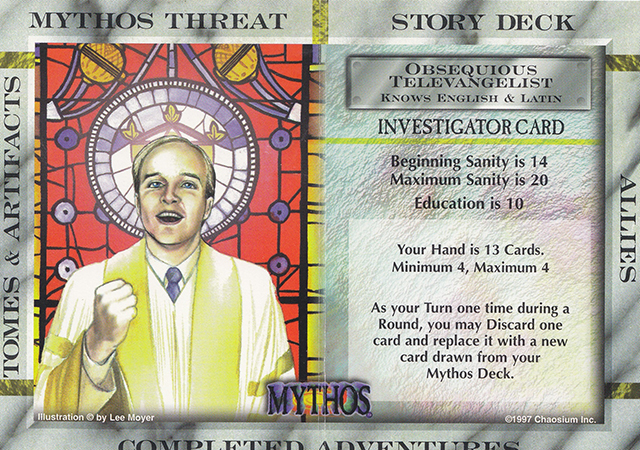 MYTHOS THREAT
STORY DECK
TOMES & ARTIFACTS
OBSEQUIOUS
TELEVANGELIST
KNOWS ENGLISH & LATIN
INVESTIGATOR CARD
Beginning Sanity is 14
Maximum Sanity is 20
Education is 10
Your Hand is 13 Cards.
Minimum 4, Maximum 4
As your Turn one time during a
Round, you may Discard one
card and replace it with a new
card drawn from your
Mythos Deck.
ALLIES
MYTHOS
Illustration © by Lee Moyer
©1997 Chaosium Inc.
COMPLETED ADVENTURES